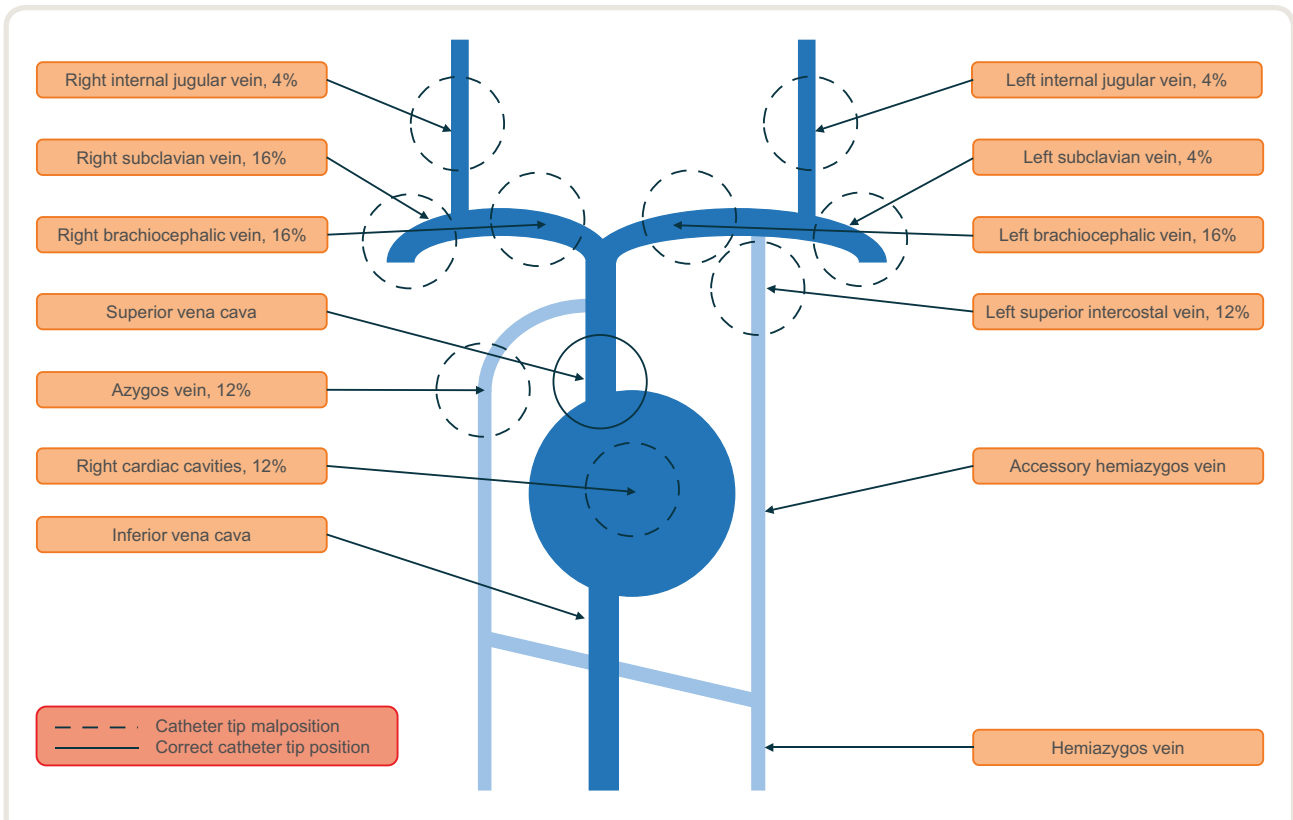 Right internal jugular vein, 4%
Right subclavian vein, 16%
Right brachiocephalic vein, 16%
Superior vena cava
Azygos vein, 12%
Right cardiac cavities, 12%
Inferior vena cava
Left internal jugular vein, 4%
Left subclavian vein, 4%
Left brachiocephalic vein, 16%
Left superior intercostal vein, 12%
Accessory hemiazygos vein
Hemiazygos vein
Catheter tip malposition
Correct catheter tip position